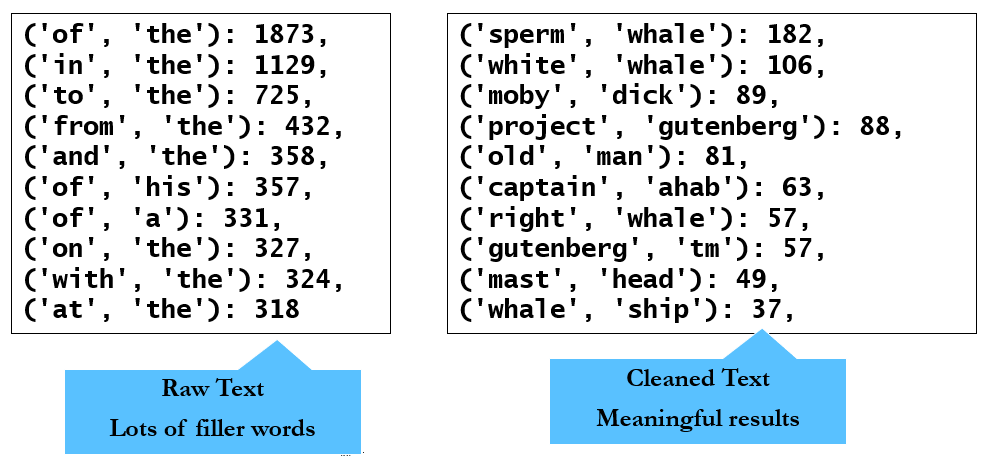 ('of', 'the'): 1873,
('in', 'the'): 1129,
('to', 'the'): 725,
('from', 'the'): 432,
('and', 'the'): 358,
('of', 'his'): 357,
('of', 'a'): 331,
('on', 'the'): 327,
('with', 'the'): 324,
('at', 'the'): 318
Raw Text
Lots of filler words
('sperm', 'whale'): 182,
('white', 'whale'): 106,
('moby', 'dick'): 89,
('project', 'gutenberg'): 88,
('old', 'man'): 81,
('captain', 'ahab'): 63,
('right', 'whale'): 57,
('gutenberg', 'tm'): 57,
('mast', 'head'): 49,
('whale', 'ship'): 37,
Cleaned Text
Meaningful results